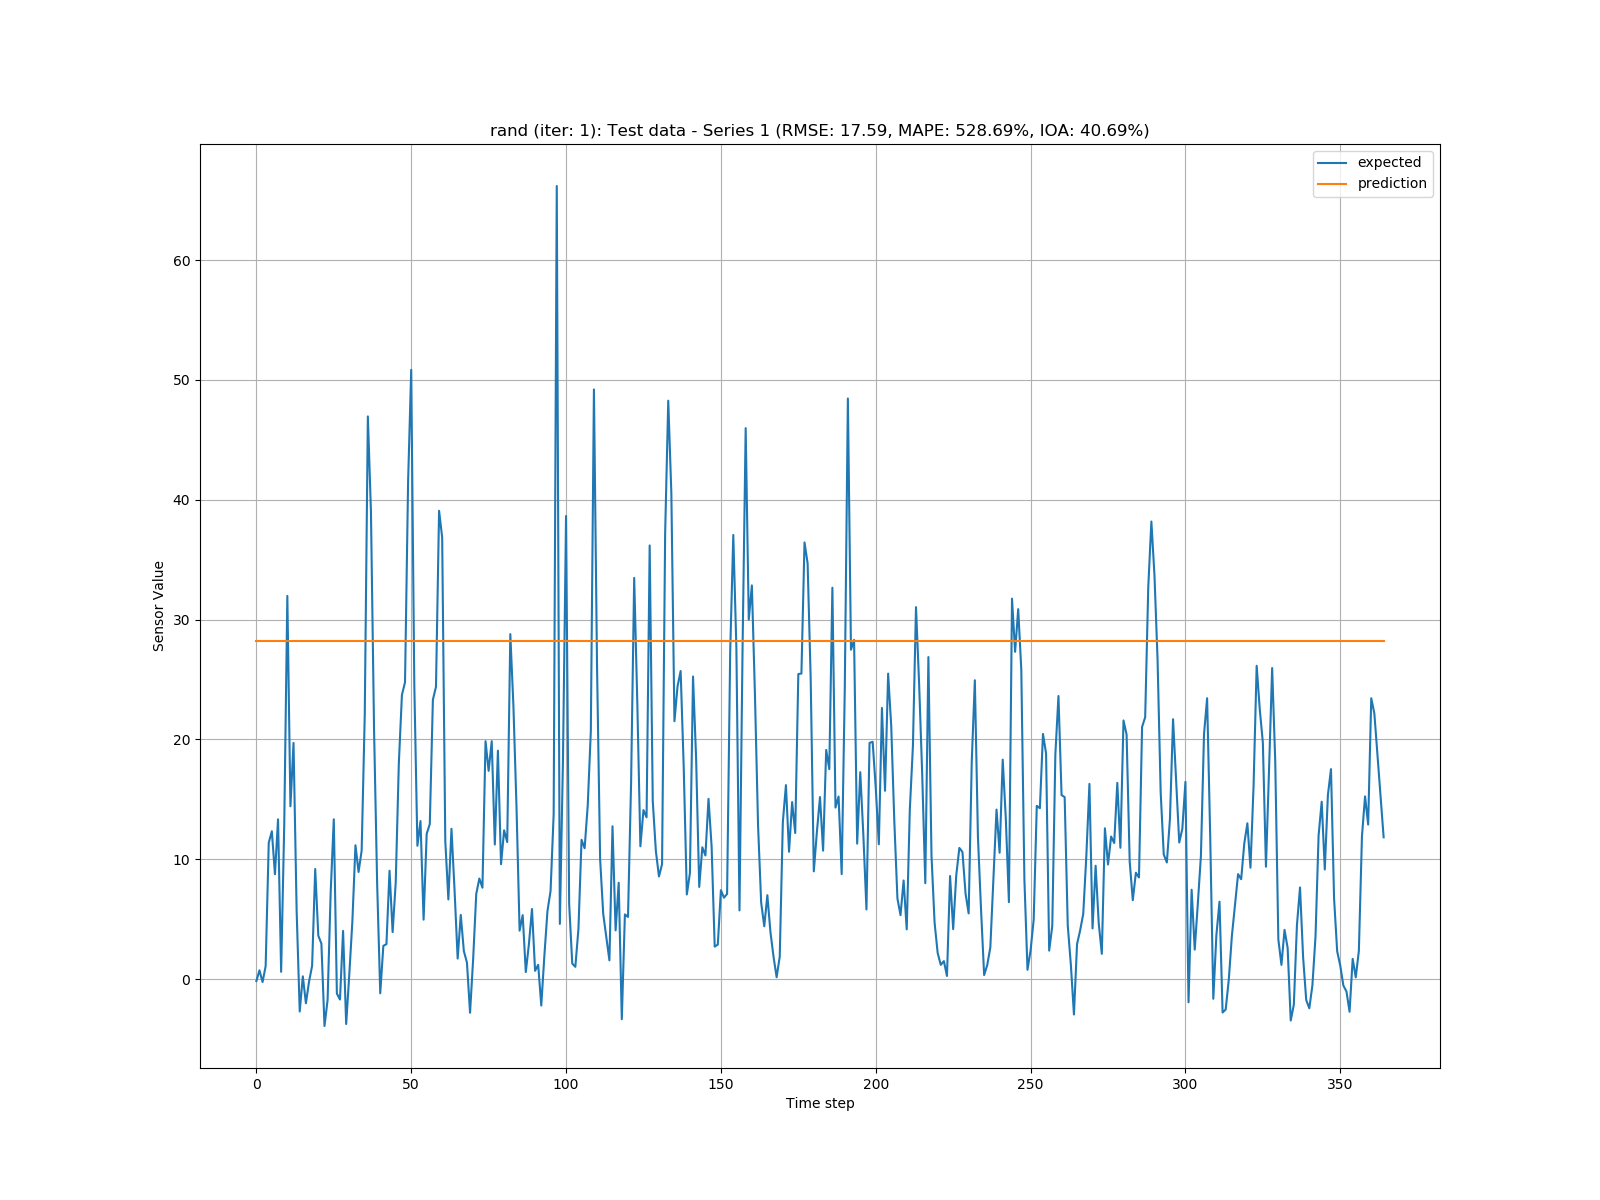 rand (iter: 1): Test data - Series 1 (RMSE: 17.59, MAPE: 528.69%, IOA: 40.69%)
expected
prediction
60
50
40
30
20
10
0
Sensor Value
0 50 100 150 200 250 300 350
Time step